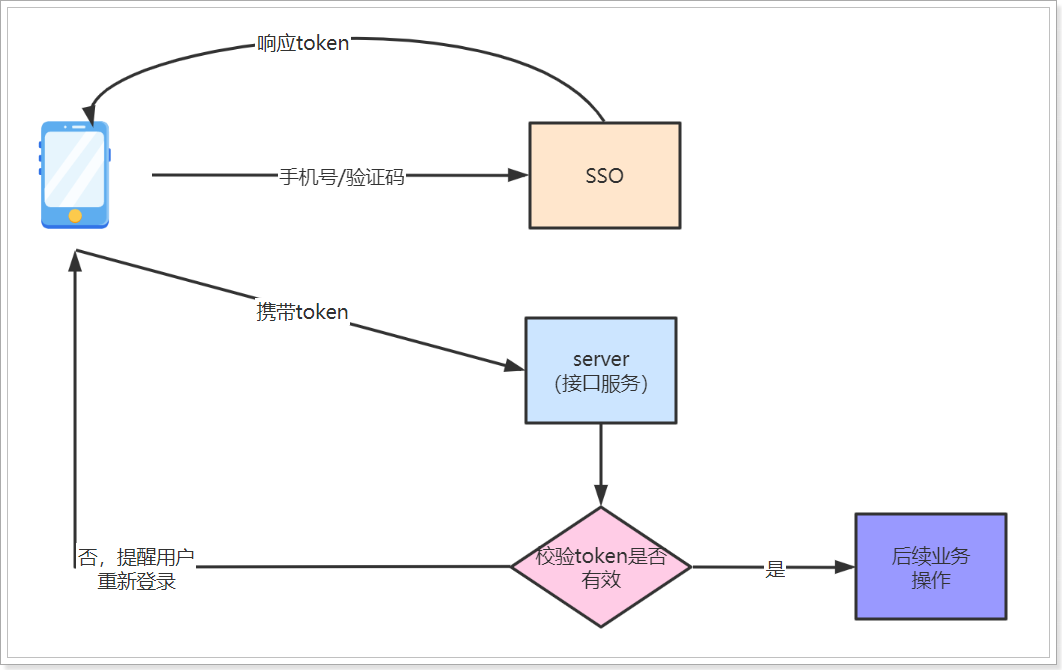 响应token
手机号/验证码
SSO
携带token
server
（接口服务）
校验token是否
有效
否，提醒用户
重新登录
是
后续业务
操作